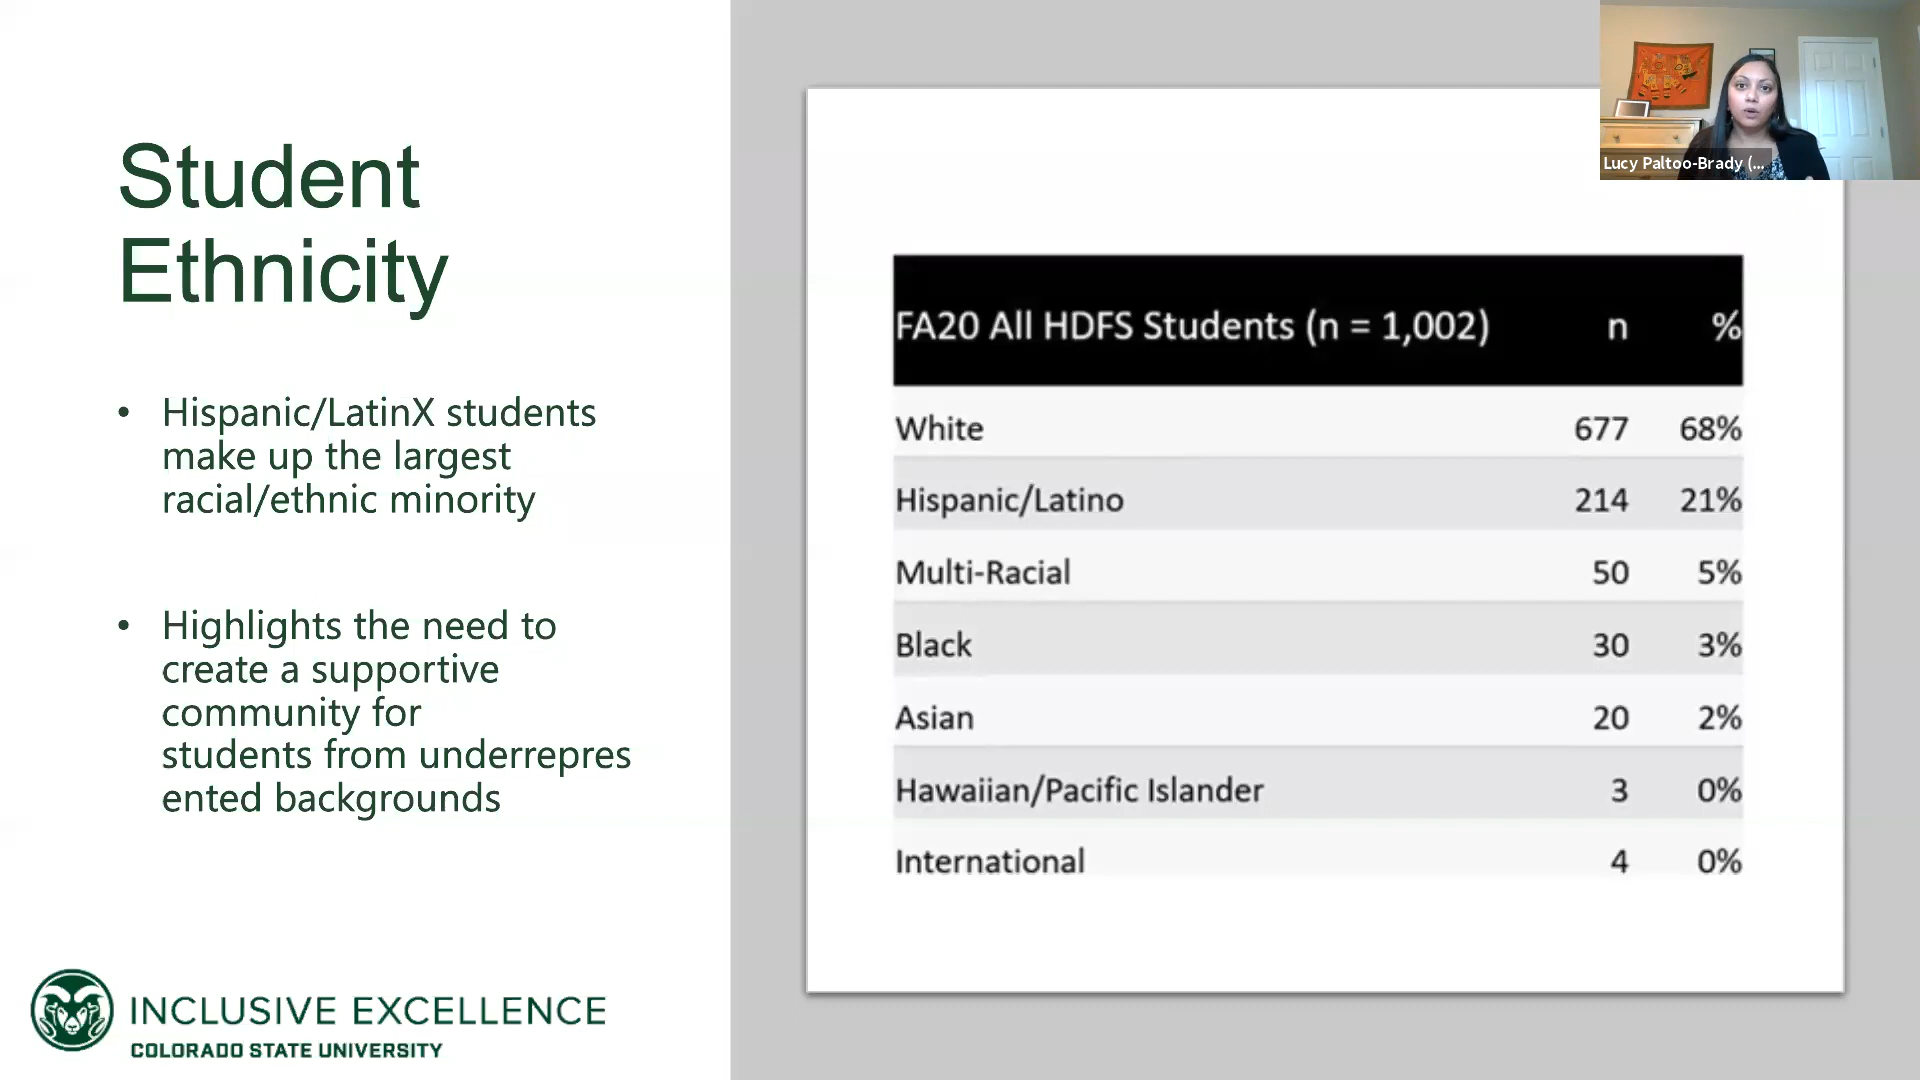 Student
Ethnicity
• Hispanic/LatinX students
make up the largest
racial/ethnic minority
• Highlights the need to
create a supportive
community for
students from underrepres
ented backgrounds
INCLUSIVE EXCELLENCE
COLORADO STATE UNIVERSITY
FA20 All HDFS Students (n = 1,002) n %
White 677 68%
Hispanic/Latino 214 21%
Multi-Racial 50 5%
Black 30 3%
Asian 20 2%
Hawaiian/Pacific Islander 3 0%
International 4 0%
Lucy Paltoo-Brady (...